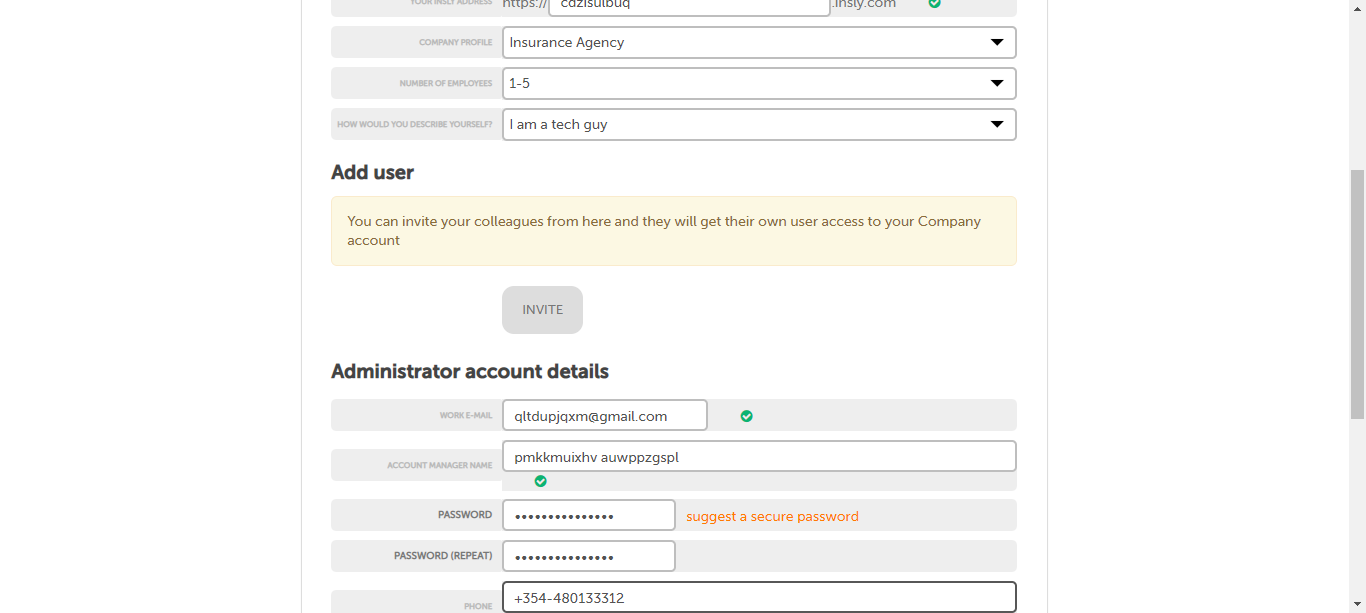 YOUR INSLY ADDRESS https:// cdzisulbuq .insly.com
COMPANY PROFILE Insurance Agency
NUMBER OF EMPLOYEES 1-5
HOW WOULD YOU DESCRIBE YOURSELF? I am a tech guy
Add user
You can invite your colleagues from here and they will get their own user access to your Company
account
INVITE
Administrator account details
WORK E-MAIL qltdupjqxm@gmail.com
ACCOUNT MANAGER NAME pmkkmuixhv auwppzgspl
PASSWORD ••••••••••••••• suggest a secure password
PASSWORD (REPEAT) •••••••••••••••
PHONE +354-480133312